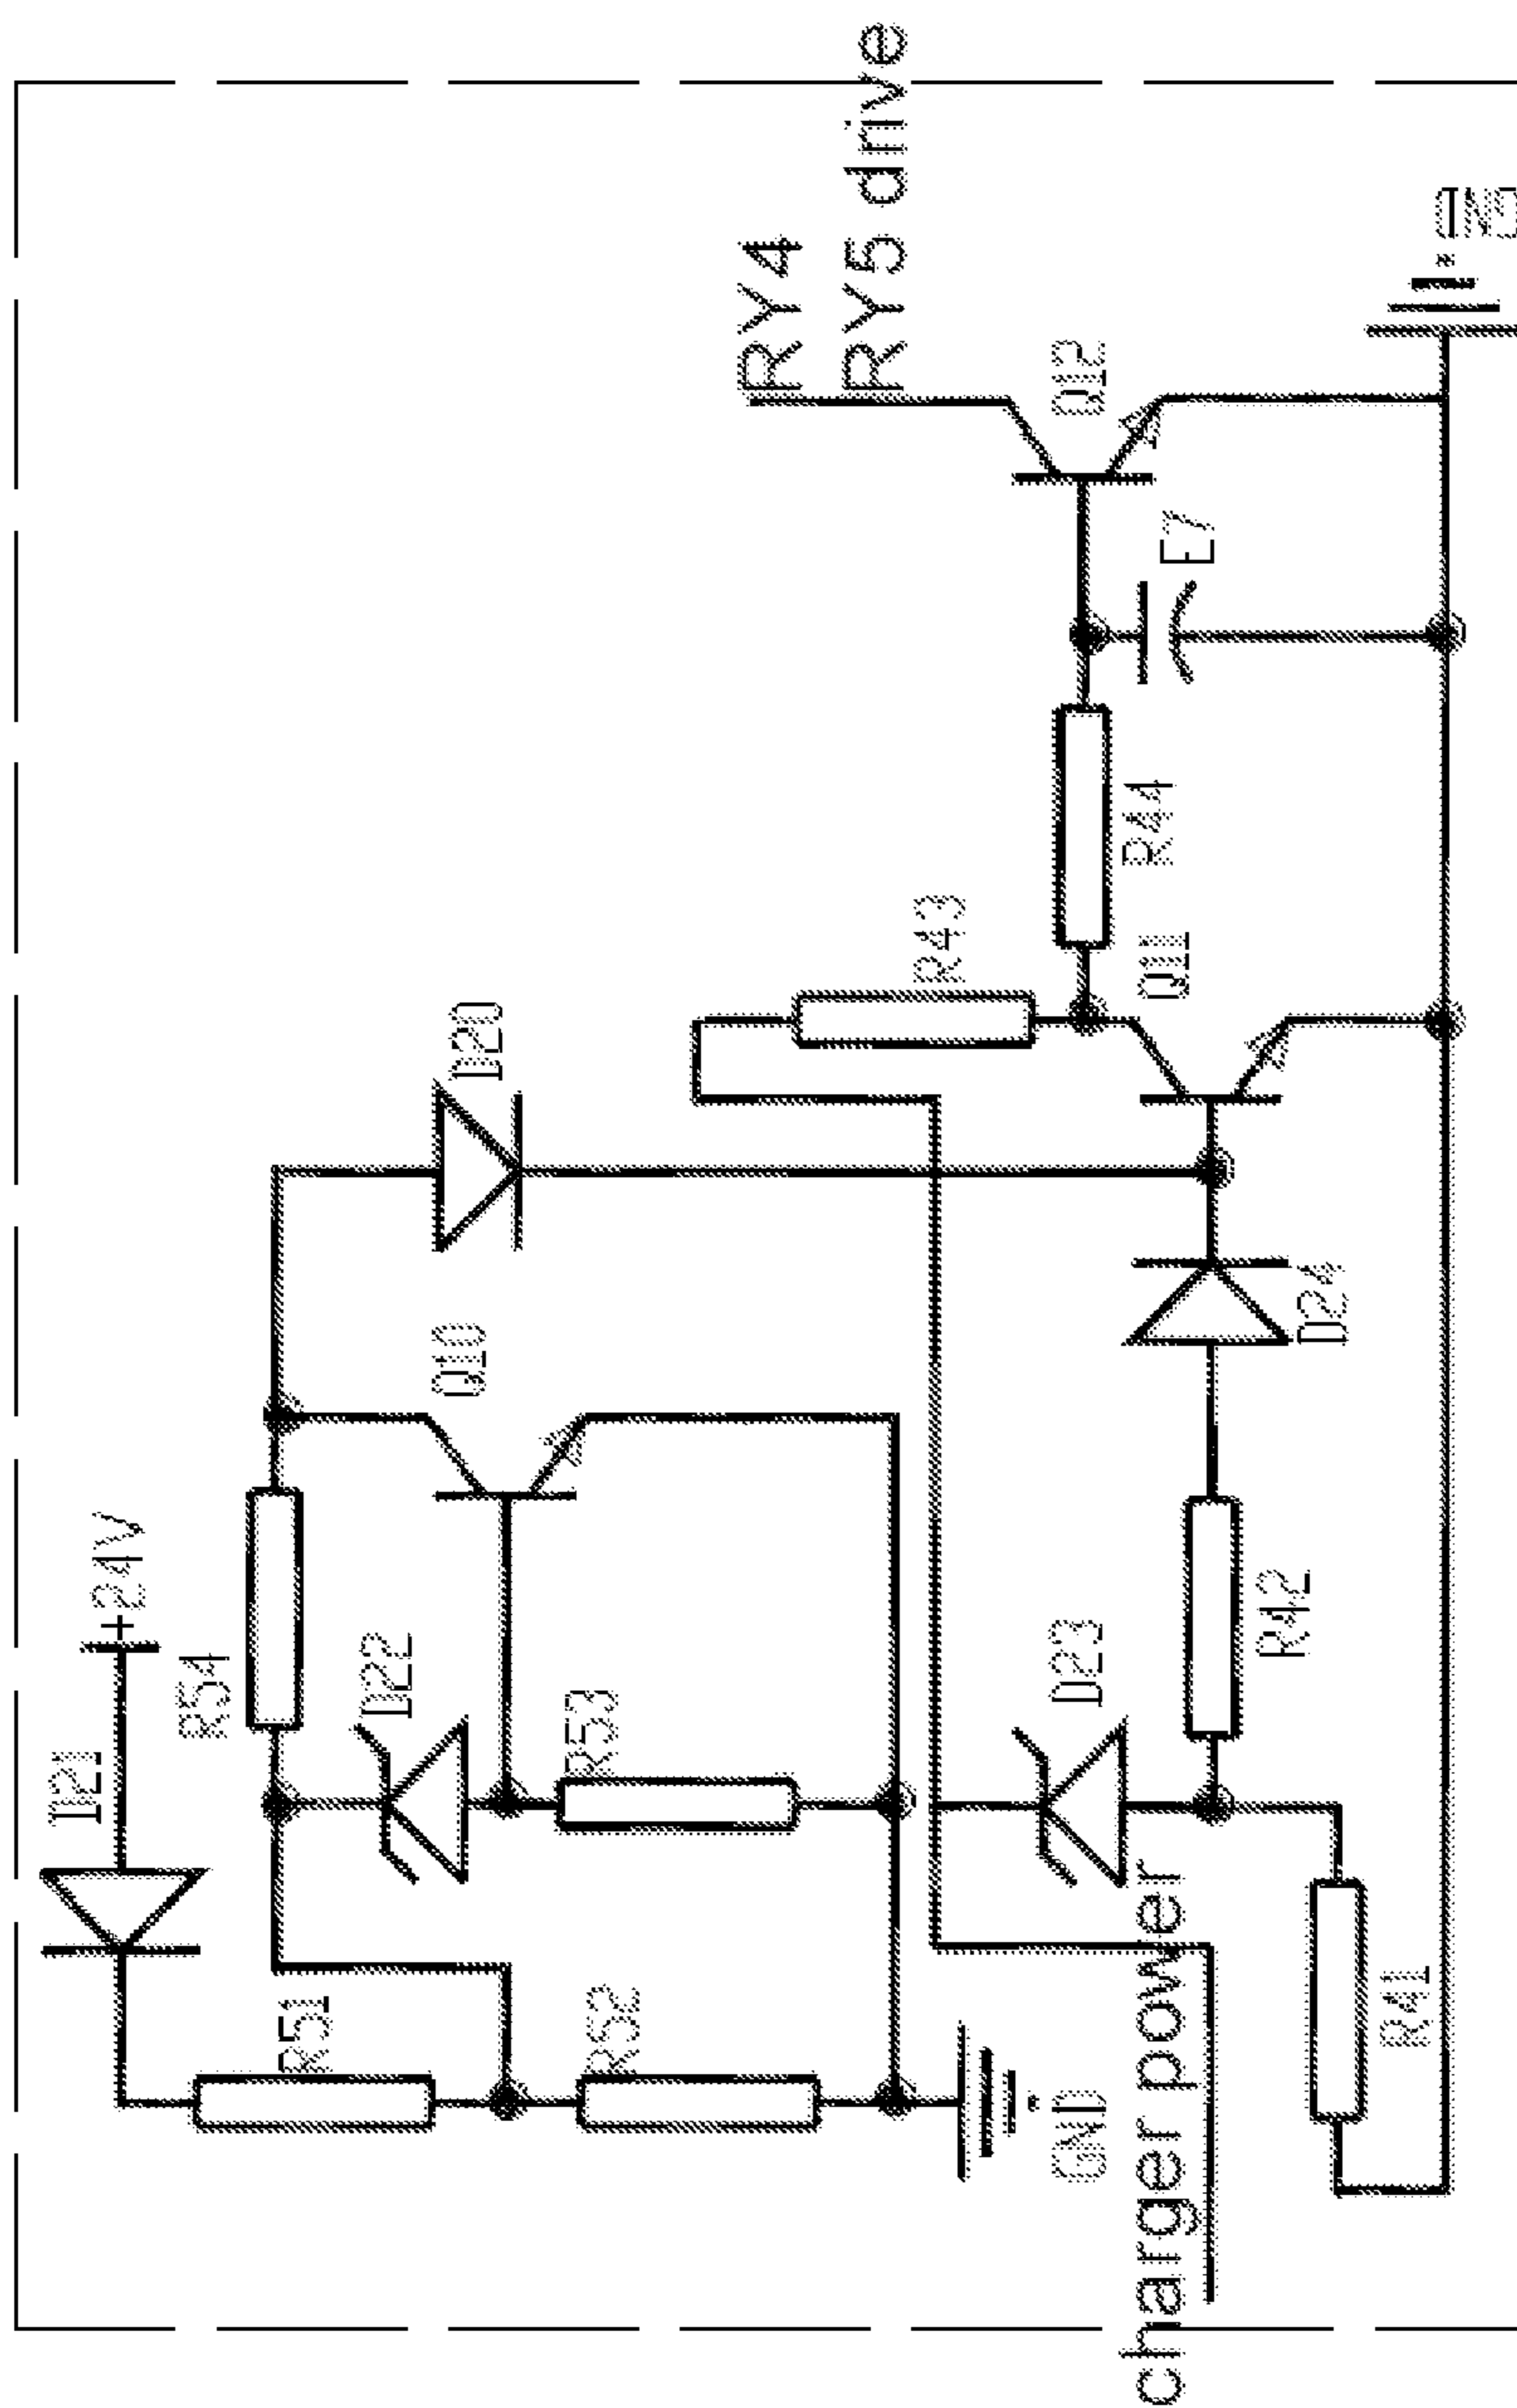 D21
+24V
R54
D20
R51
D22
Q10
R52
R53
R43
RY4
RY5 drive
GND
D23
Q11
R44
Q12
charger power
R42
D24
E7
R41
GND